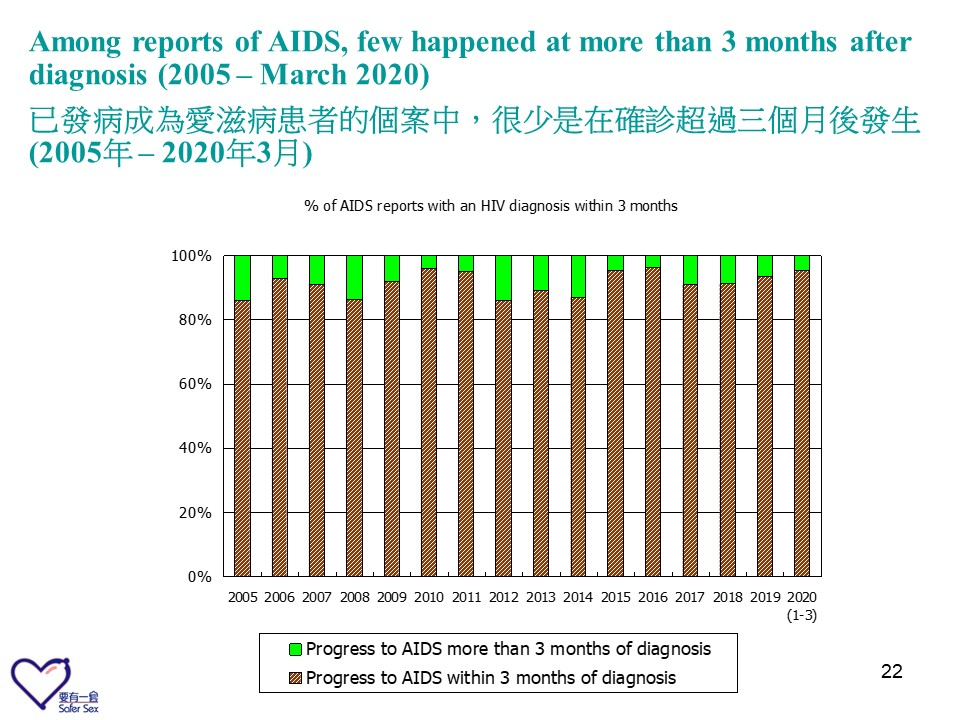 Among reports of AIDS, few happened at more than 3 months after
diagnosis (2005 – March 2020)
已發病成為愛滋病患者的個案中，很少是在確診超過三個月後發生
(2005年 – 2020年3月)
% of AIDS reports with an HIV diagnosis within 3 months
100%
80%
60%
40%
20%
0%
2005 2006 2007 2008 2009 2010 2011 2012 2013 2014 2015 2016 2017 2018 2019 2020
(1-3)
Progress to AIDS more than 3 months of diagnosis
Progress to AIDS within 3 months of diagnosis
要有一套
Safer Sex
22